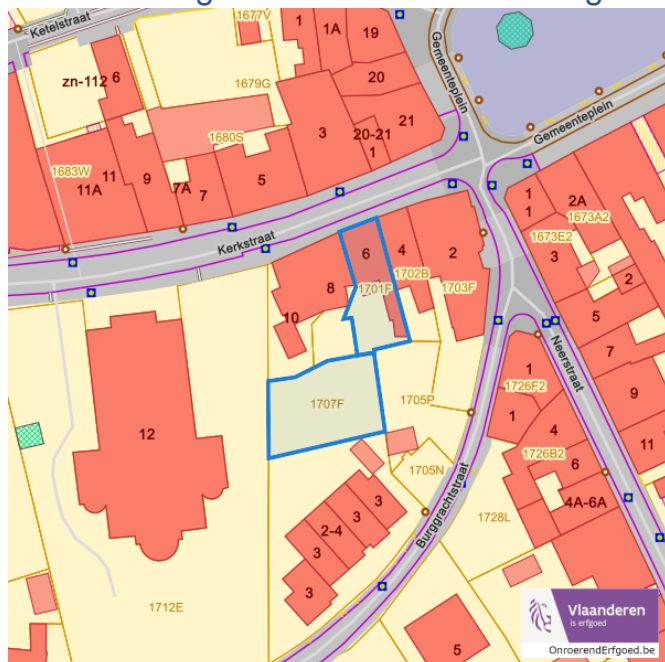 Ketelstraat
1677V
1
1A
19
Gemeenteplein
zn-112
6
1679G
20
Gemeenteplein
1680S
3
20-21
21
1
1683W
11A
11
9
7A
7
5
1
1
2A
1673A2
1673E2
Kerkstraat
6
4
2
3
2
1702B
1701F
1703F
8
10
5
7
Neerstraat
1
1726F2
9
1707F
1705P
1
4
11
12
1726B2
6
1705N
4A-6A
3
2-4
3
3
3
Burggrachtstraat
1728L
1712E
5
Vlaanderen
is erfgoed
OnroerendErfgoed.be